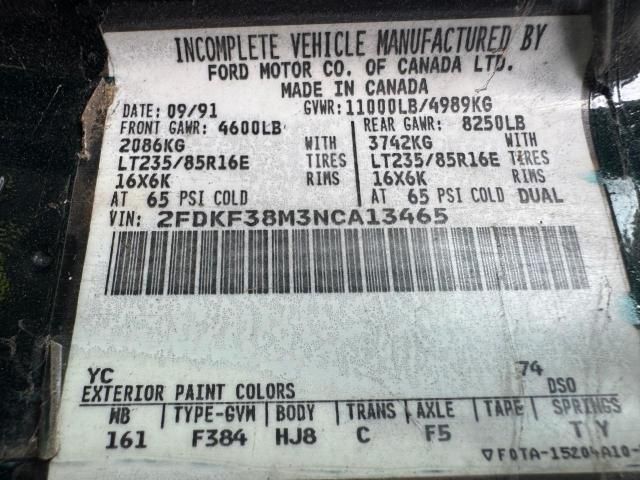 INCOMPLETE VEHICLE MANUFACTURED BY
FORD MOTOR CO. OF CANADA LTD.
MADE IN CANADA
DATE: 09/91 GVWR: 11000LB/4989KG
FRONT GAWR: 4600LB REAR GAWR: 8250LB
2086KG WITH 3742KG WITH
LT235/85R16E TIRES LT235/85R16E TIRES
16X6K RIMS 16X6K RIMS
AT 65 PSI COLD AT 65 PSI COLD DUAL
VIN: 2FDKF38M3NCA13465
YC 74
EXTERIOR PAINT COLORS DSO
WB TYPE-GVW BODY TRANS AXLE TAPE SPRINGS
161 F384 HJ8 C F5 T Y
▽F0TA-15204A10-